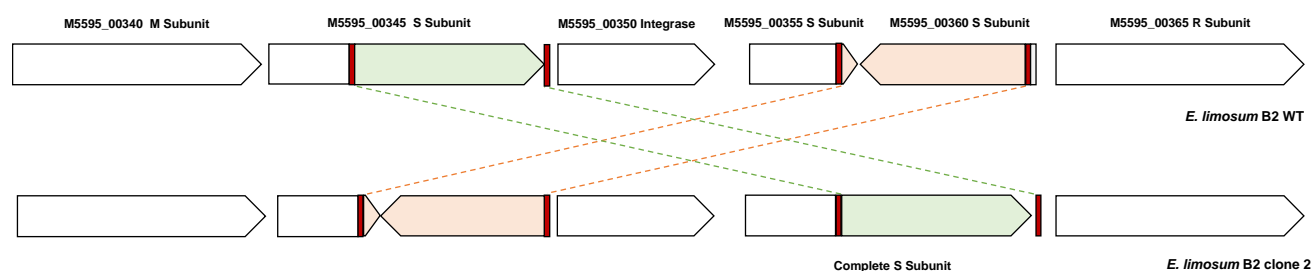 M5595_00340 M Subunit
M5595_00345 S Subunit
M5595_00350 Integrase
M5595_00355 S Subunit
M5595_00360 S Subunit
M5595_00365 R Subunit
E. limosum B2 WT
Complete S Subunit
E. limosum B2 clone 2